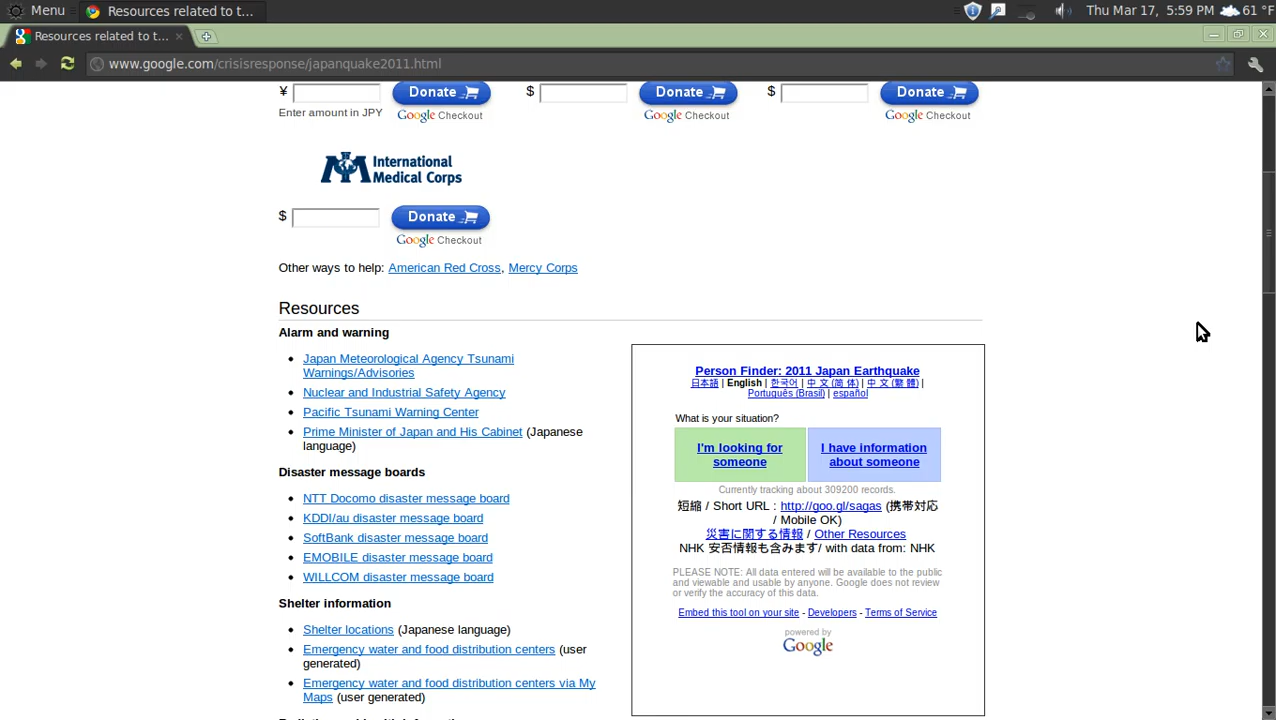 Menu Resources related to t... Thu Mar 17, 5:59 PM 61 °F
Resources related to t...
www.google.com/crisisresponse/japanquake2011.html
¥ Donate $ Donate $ Donate
Enter amount in JPY Google Checkout Google Checkout Google Checkout
International
Medical Corps
$ Donate
Google Checkout
Other ways to help: American Red Cross, Mercy Corps
Resources
Alarm and warning
Japan Meteorological Agency Tsunami
Warnings/Advisories
Nuclear and Industrial Safety Agency
Pacific Tsunami Warning Center
Prime Minister of Japan and His Cabinet (Japanese
language)
Disaster message boards
NTT Docomo disaster message board
KDDI/au disaster message board
SoftBank disaster message board
EMOBILE disaster message board
WILLCOM disaster message board
Shelter information
Shelter locations (Japanese language)
Emergency water and food distribution centers (user
generated)
Emergency water and food distribution centers via My
Maps (user generated)
Person Finder: 2011 Japan Earthquake
日本語 | English | 한국어 | 中文(简体) | 中文(繁體) |
Português (Brasil) | español
What is your situation?
I'm looking for I have information
someone about someone
Currently tracking about 309200 records.
短縮 / Short URL : http://goo.gl/sagas (携帯対応
/ Mobile OK)
災害に関する情報 / Other Resources
NHK 安否情報も含みます/ with data from: NHK
PLEASE NOTE: All data entered will be available to the public
and viewable and usable by anyone. Google does not review
or verify the accuracy of this data.
Embed this tool on your site - Developers - Terms of Service
powered by
Google